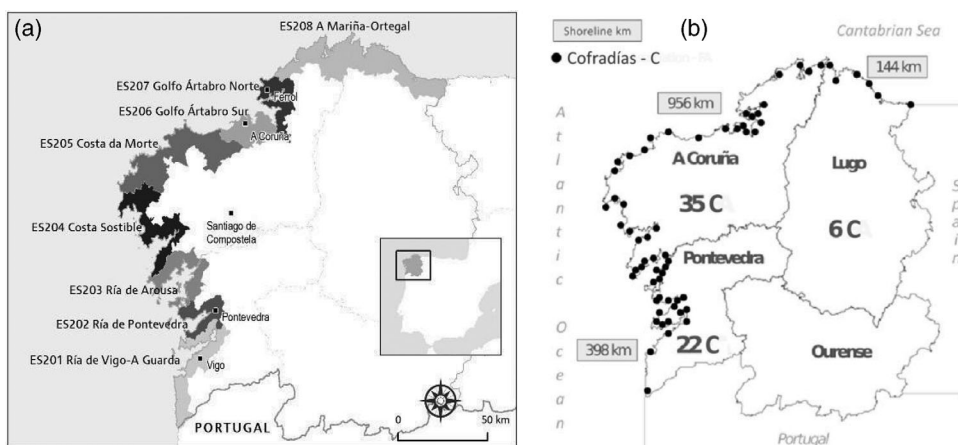 (a)
ES208 A Mariña-Ortegal
ES207 Golfo Ártabro Norte
Ferrol
ES206 Golfo Ártabro Sur
A Coruña
ES205 Costa da Morte
Santiago de
Compostela
ES204 Costa Sostible
ES203 Ría de Arousa
ES202 Ría de Pontevedra
Pontevedra
ES201 Ría de Vigo-A Guarda
Vigo
PORTUGAL
0 50 km
(b)
Cantabrian Sea
Shoreline km
Cofradías - C
144 km
956 km
Atlantic Ocean
A Coruña
Lugo
35 C
6 C
Spain
Pontevedra
22 C
398 km
Ourense
Portugal